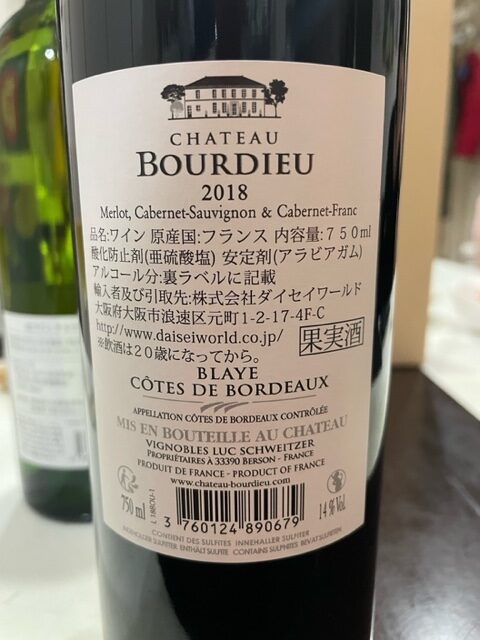 CHATEAU
BOURDIEU
2018
Merlot, Cabernet-Sauvignon & Cabernet-Franc
品名:ワイン 原産国:フランス 内容量:750ml
酸化防止剤(亜硫酸塩) 安定剤(アラビアガム)
アルコール分:裏ラベルに記載
輸入者及び引取先:株式会社ダイセイワールド
大阪府大阪市浪速区元町1-2-17-4F-C
http://www.daiseiworld.co.jp/
※飲酒は20歳になってから。
果実酒
BLAYE
CÔTES DE BORDEAUX
APPELLATION CÔTES DE BORDEAUX CONTRÔLÉE
MIS EN BOUTEILLE AU CHATEAU
VIGNOBLES LUC SCHWEITZER
PROPRIÉTAIRES À 33390 BERSON - FRANCE
PRODUIT DE FRANCE - PRODUCT OF FRANCE
www.chateau-bourdieu.com
750 ml
L 18BOU-1
14 % Vol.
3 760124 890679
CONTIENT DES SULFITES INNEHALLER SULFITER
ENTHÄLT SULFITE CONTAINS SULPHITES